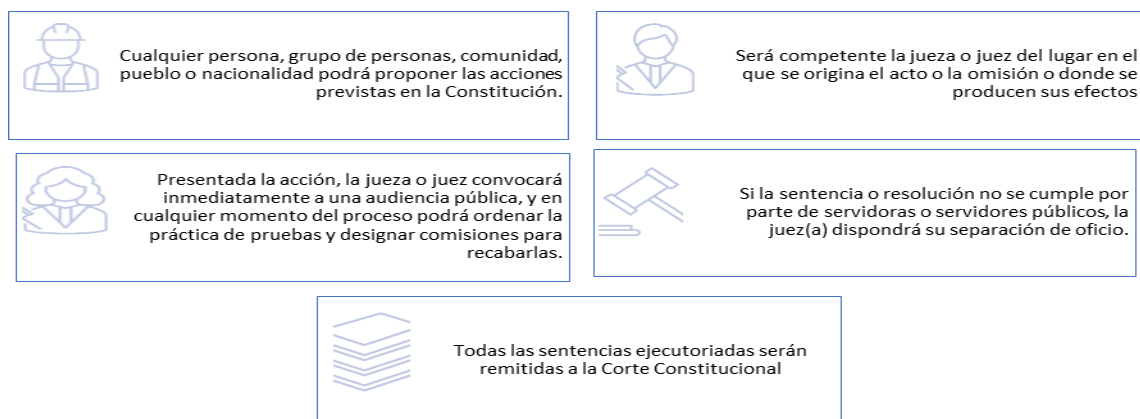 Cualquier persona, grupo de personas, comunidad,
pueblo o nacionalidad podrá proponer las acciones
previstas en la Constitución.
Será competente la jueza o juez del lugar en el
que se origina el acto o la omisión o donde se
producen sus efectos
Presentada la acción, la jueza o juez convocará
inmediatamente a una audiencia pública, y en
cualquier momento del proceso podrá ordenar la
práctica de pruebas y designar comisiones para
recabarlas.
Si la sentencia o resolución no se cumple por
parte de servidoras o servidores públicos, la
juez(a) dispondrá su separación de oficio.
Todas las sentencias ejecutoriadas serán
remitidas a la Corte Constitucional